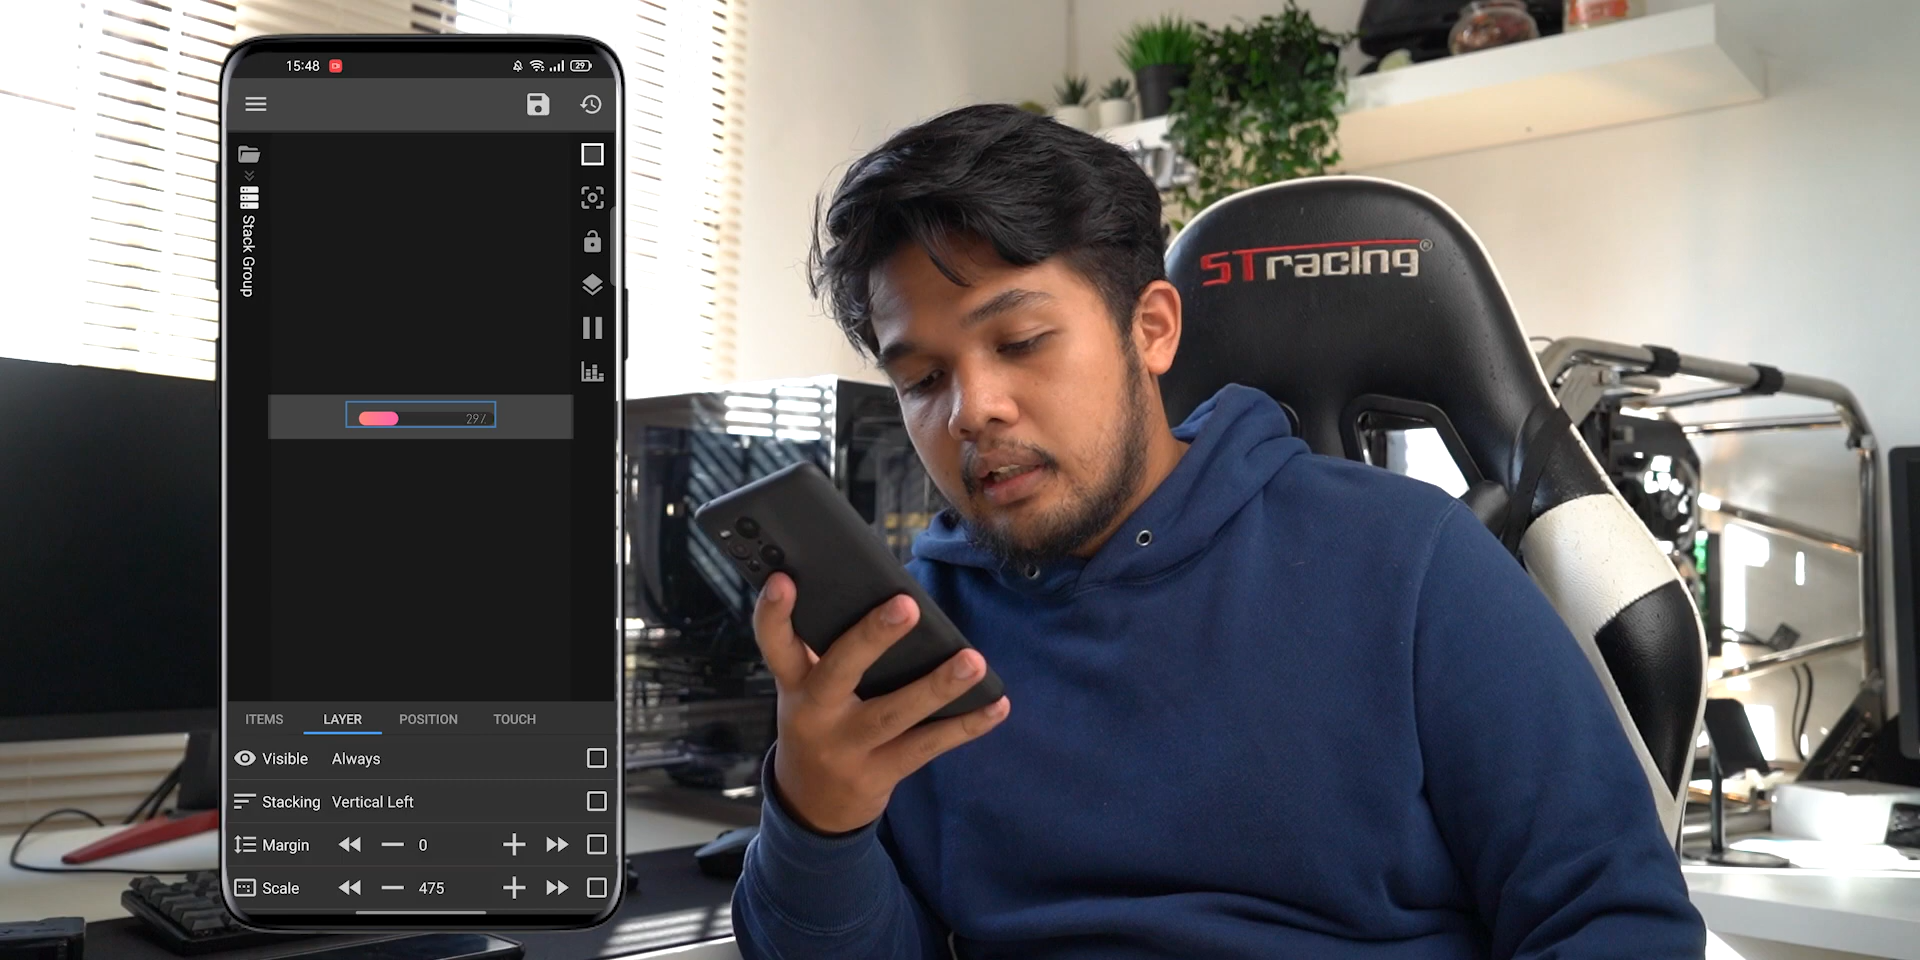 15:48
29
Stack Group
29%
ITEMS LAYER POSITION TOUCH
Visible Always
Stacking Vertical Left
Margin 0
Scale 475
STracing®